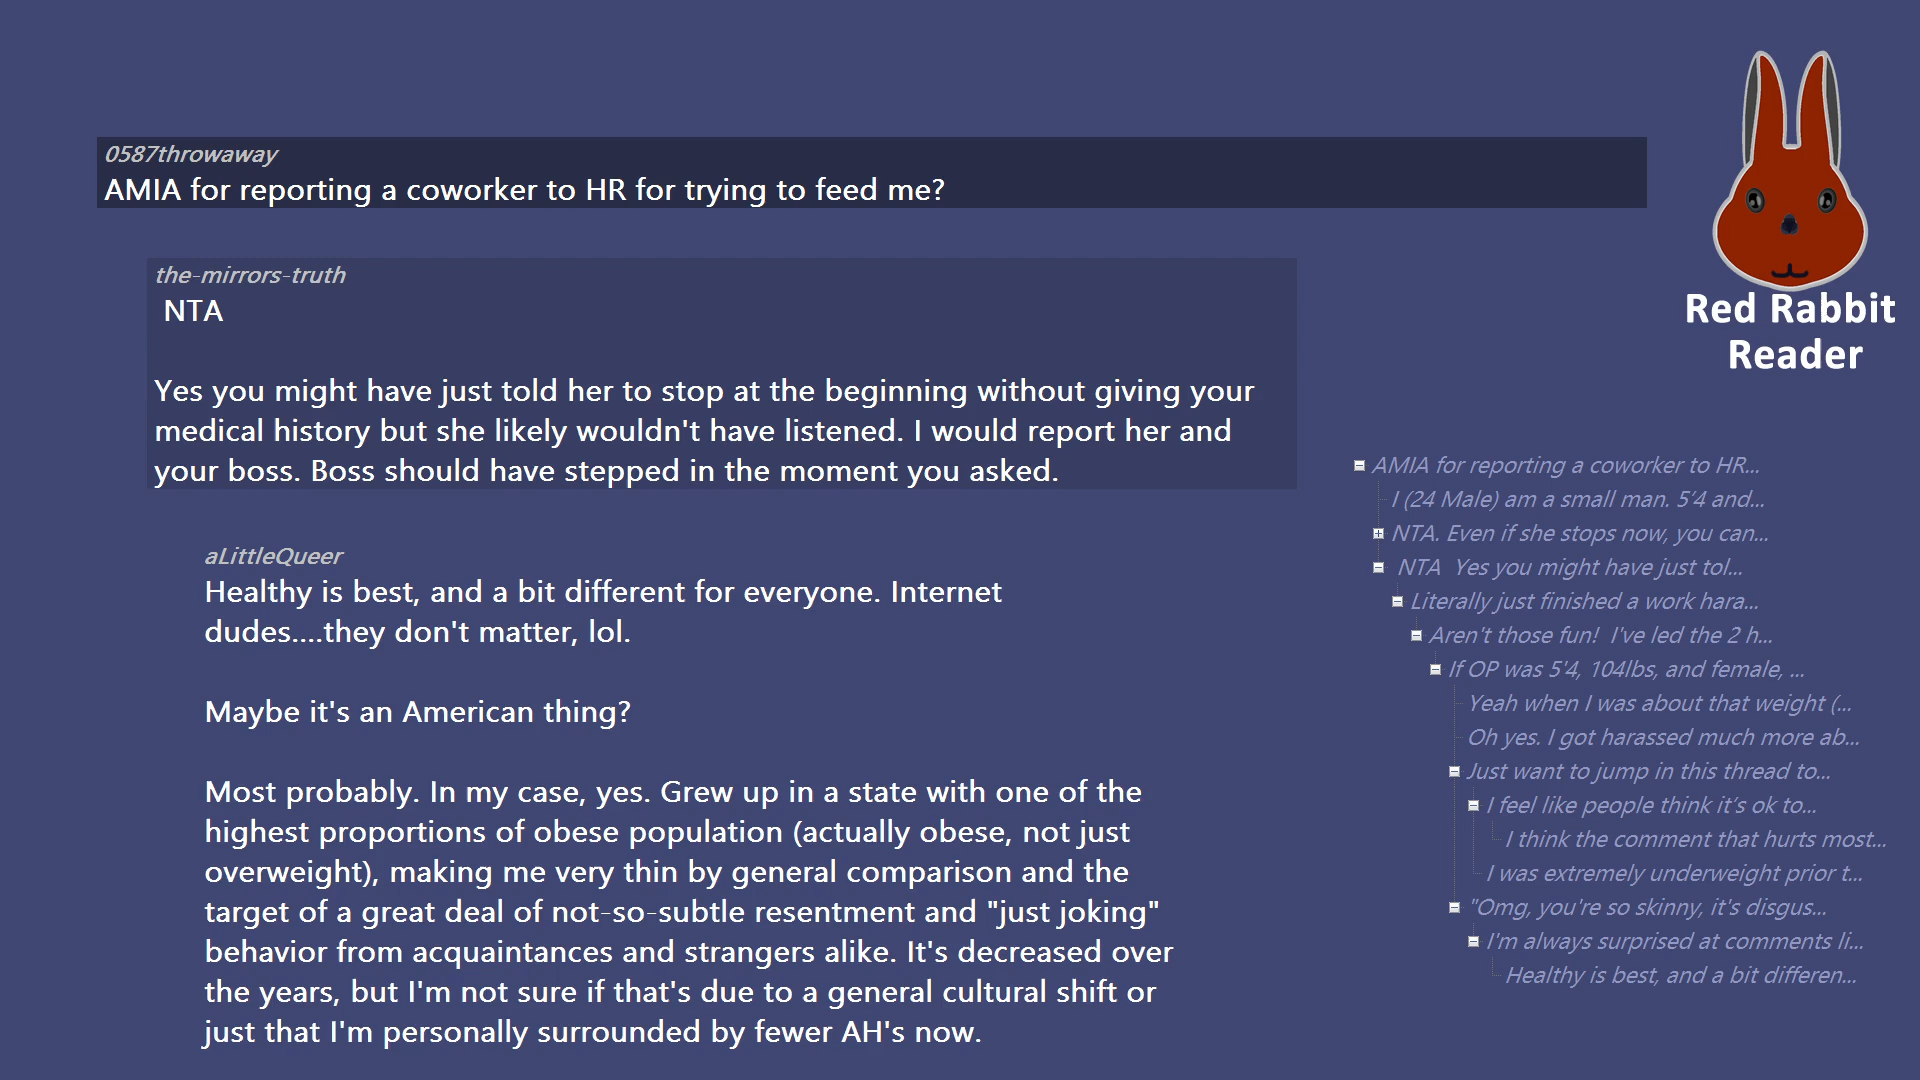 0587throwaway
AMIA for reporting a coworker to HR for trying to feed me?
the-mirrors-truth
NTA
Yes you might have just told her to stop at the beginning without giving your
medical history but she likely wouldn't have listened. I would report her and
your boss. Boss should have stepped in the moment you asked.
aLittleQueer
Healthy is best, and a bit different for everyone. Internet
dudes....they don't matter, lol.
Maybe it's an American thing?
Most probably. In my case, yes. Grew up in a state with one of the
highest proportions of obese population (actually obese, not just
overweight), making me very thin by general comparison and the
target of a great deal of not-so-subtle resentment and "just joking"
behavior from acquaintances and strangers alike. It's decreased over
the years, but I'm not sure if that's due to a general cultural shift or
just that I'm personally surrounded by fewer AH's now.
Red Rabbit
Reader
AMIA for reporting a coworker to HR...
I (24 Male) am a small man. 5’4 and...
NTA. Even if she stops now, you can...
NTA  Yes you might have just tol...
Literally just finished a work hara...
Aren't those fun!  I've led the 2 h...
If OP was 5'4, 104lbs, and female, ...
Yeah when I was about that weight (...
Oh yes. I got harassed much more ab...
Just want to jump in this thread to...
I feel like people think it’s ok to...
I think the comment that hurts most...
I was extremely underweight prior t...
"Omg, you're so skinny, it's disgus...
I'm always surprised at comments li...
Healthy is best, and a bit differen...